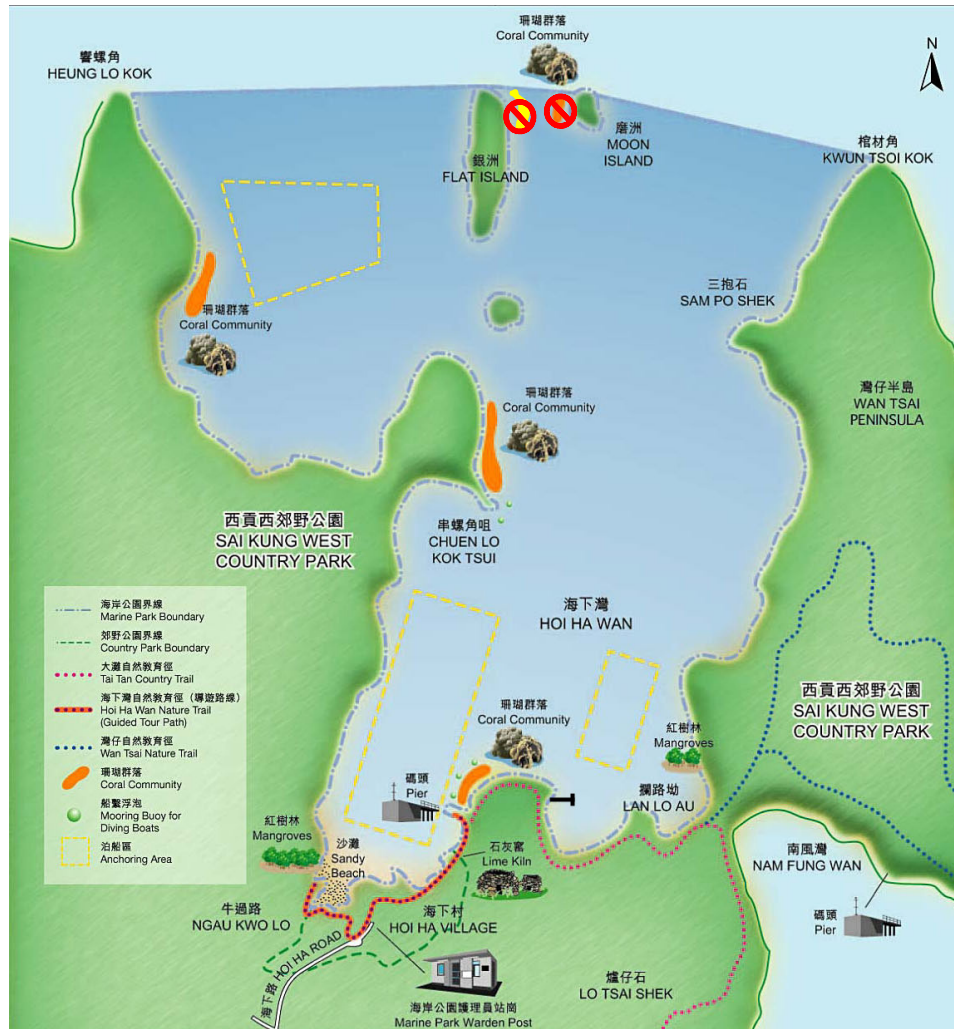 珊瑚群落
Coral Community
響螺角
HEUNG LO KOK
N
磨洲
MOON
ISLAND
棺材角
KWUN TSOI KOK
銀洲
FLAT ISLAND
三抱石
SAM PO SHEK
珊瑚群落
Coral Community
珊瑚群落
Coral Community
灣仔半島
WAN TSAI
PENINSULA
西貢西郊野公園
SAI KUNG WEST
COUNTRY PARK
串螺角咀
CHUEN LO
KOK TSUI
海下灣
HOI HA WAN
海岸公園界線
Marine Park Boundary
郊野公園界線
Country Park Boundary
大灘自然教育徑
Tai Tan Country Trail
海下灣自然教育徑（導遊路線）
Hoi Ha Wan Nature Trail
(Guided Tour Path)
灣仔自然教育徑
Wan Tsai Nature Trail
珊瑚群落
Coral Community
船繫浮泡
Mooring Buoy for
Diving Boats
泊船區
Anchoring Area
西貢西郊野公園
SAI KUNG WEST
COUNTRY PARK
珊瑚群落
Coral Community
紅樹林
Mangroves
碼頭
Pier
攔路坳
LAN LO AU
紅樹林
Mangroves
沙灘
Sandy
Beach
石灰窰
Lime Kiln
南風灣
NAM FUNG WAN
牛過路
NGAU KWO LO
海下村
HOI HA VILLAGE
碼頭
Pier
海下路 HOI HA ROAD
爐仔石
LO TSAI SHEK
海岸公園護理員站崗
Marine Park Warden Post